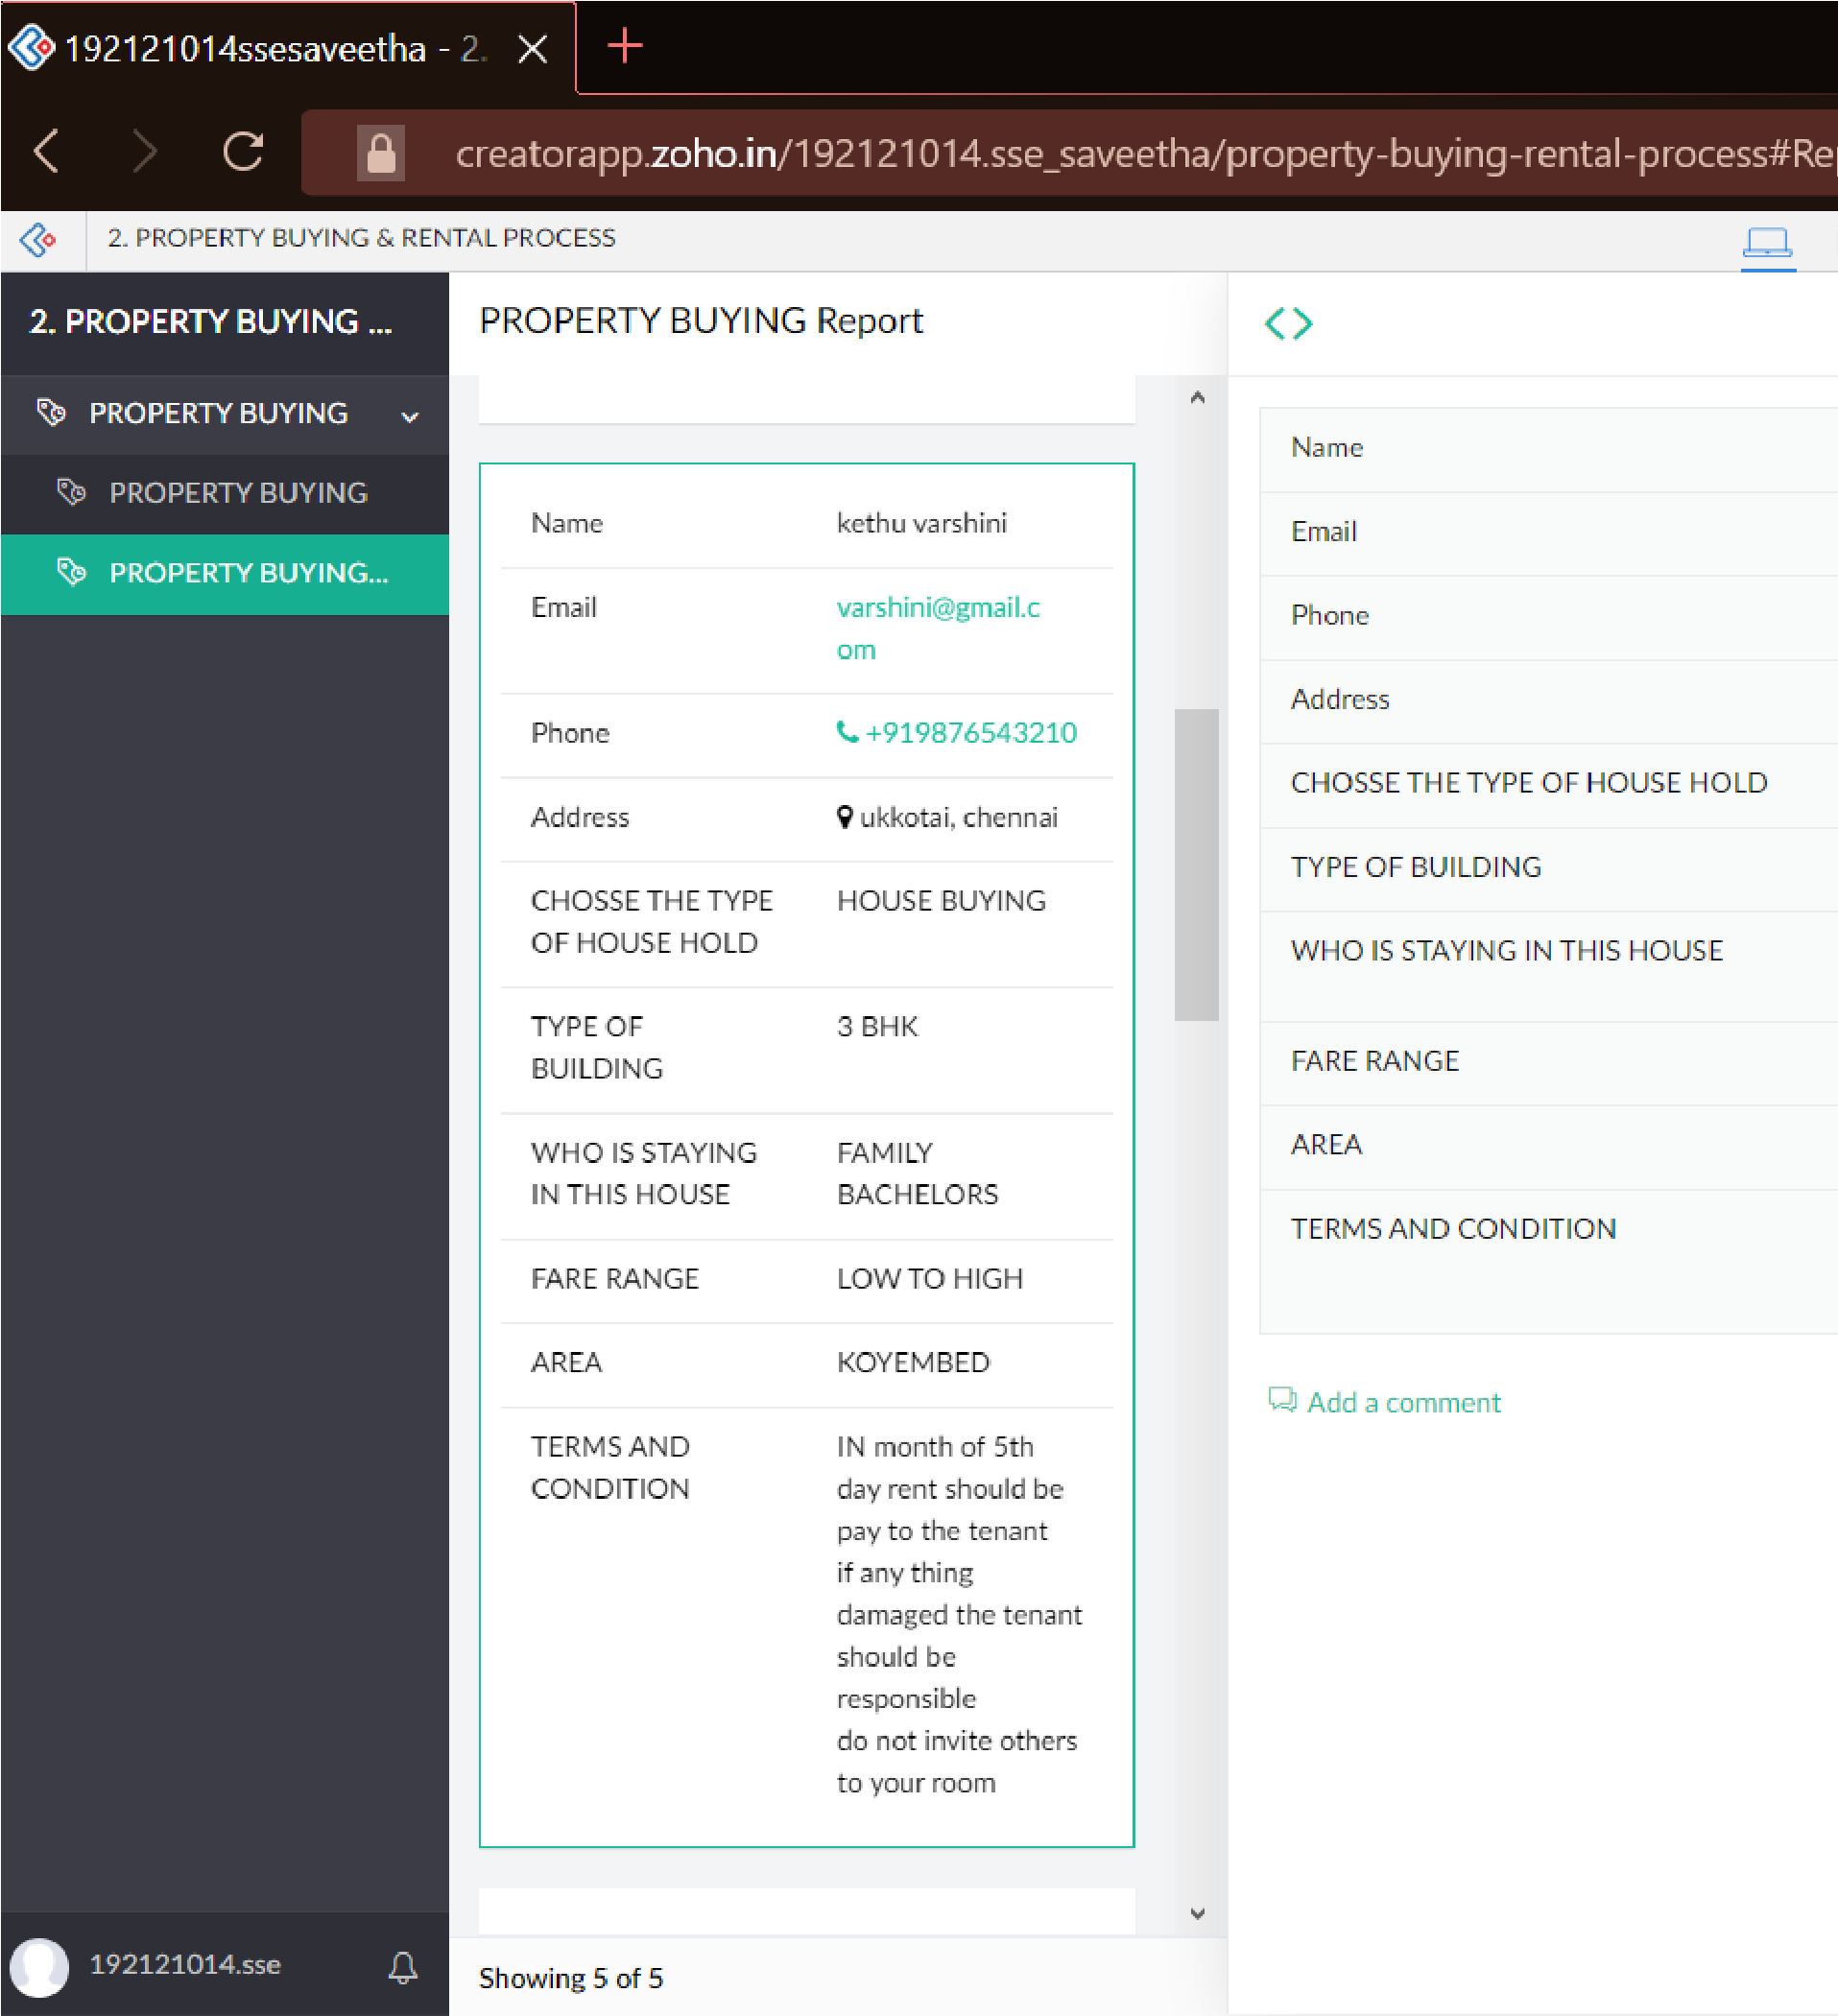 192121014ssesaveetha - 2.
creatorapp.zoho.in/192121014.sse_saveetha/property-buying-rental-process#Re
2. PROPERTY BUYING & RENTAL PROCESS
2. PROPERTY BUYING ...
PROPERTY BUYING
PROPERTY BUYING
PROPERTY BUYING...
192121014.sse
PROPERTY BUYING Report
Name kethu varshini
Email varshini@gmail.c
om
Phone +919876543210
Address ukkotai, chennai
CHOSSE THE TYPE HOUSE BUYING
OF HOUSE HOLD
TYPE OF 3 BHK
BUILDING
WHO IS STAYING FAMILY
IN THIS HOUSE BACHELORS
FARE RANGE LOW TO HIGH
AREA KOYEMBED
TERMS AND IN month of 5th
CONDITION day rent should be
pay to the tenant
if any thing
damaged the tenant
should be
responsible
do not invite others
to your room
Showing 5 of 5
Name
Email
Phone
Address
CHOSSE THE TYPE OF HOUSE HOLD
TYPE OF BUILDING
WHO IS STAYING IN THIS HOUSE
FARE RANGE
AREA
TERMS AND CONDITION
Add a comment